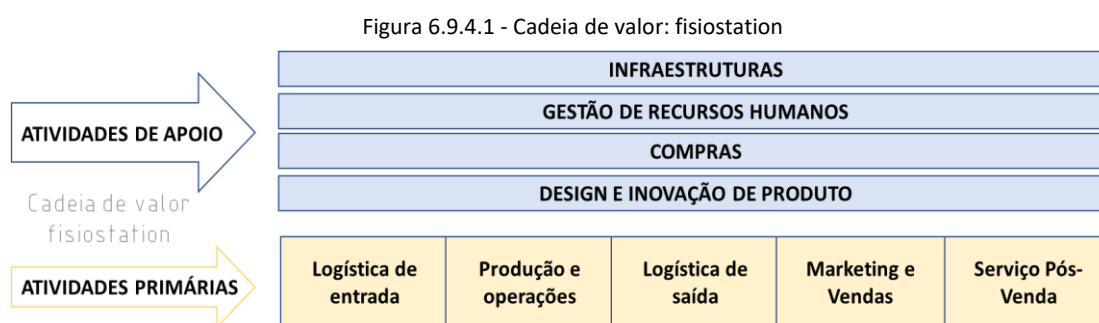 Figura 6.9.4.1 - Cadeia de valor: fisiostation
INFRAESTRUTURAS
GESTÃO DE RECURSOS HUMANOS
ATIVIDADES DE APOIO
COMPRAS
DESIGN E INOVAÇÃO DE PRODUTO
Cadeia de valor
fisiostation
ATIVIDADES PRIMÁRIAS
Logística de
entrada
Produção e
operações
Logística de
saída
Marketing e
Vendas
Serviço Pós-
Venda